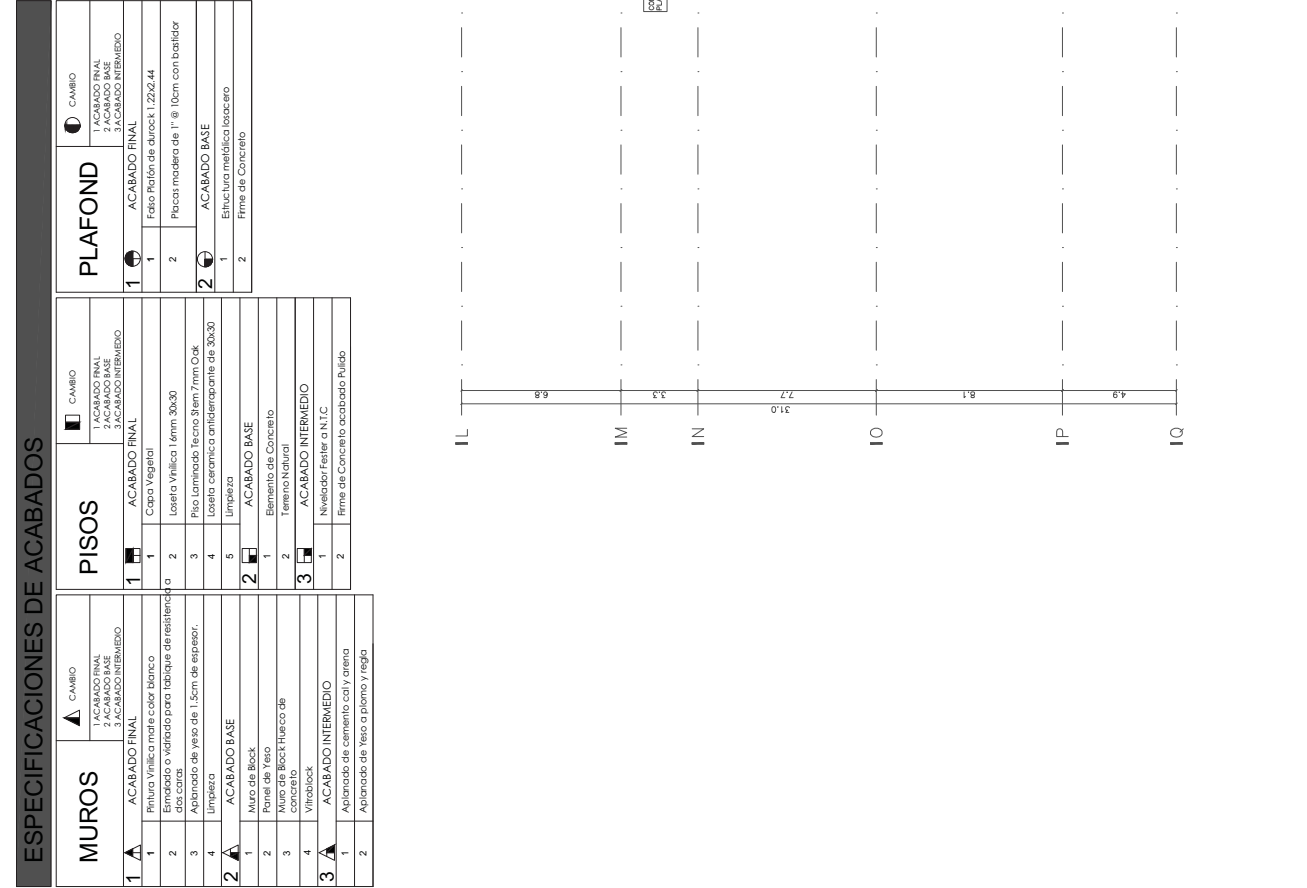 ESPECIFICACIONES DE ACABADOS
MUROS
CAMBIO
1 ACABADO FINAL
2 ACABADO BASE
3 ACABADO INTERMEDIO
1 ACABADO FINAL
1 Pintura Vinílica mate color blanco
2 Esmaltado o vidriado para tabique de resistencia a
dos caras
3 Aplanado de yeso de 1.5cm de espesor.
4 Limpieza
2 ACABADO BASE
1 Muro de Block
2 Panel de Yeso
3 Muro de Block Hueco de
concreto
4 Vitroblock
3 ACABADO INTERMEDIO
1 Aplanado de cemento cal y arena
2 Aplanado de Yeso a plomo y regla
PISOS
CAMBIO
1 ACABADO FINAL
2 ACABADO BASE
3 ACABADO INTERMEDIO
1 ACABADO FINAL
1 Capa Vegetal
2 Loseta Vinílica 1.6mm 30x30
3 Piso Laminado Tecno Stem 7mm Oak
4 Loseta ceramica antiderrapante de 30x30
5 Limpieza
2 ACABADO BASE
1 Elemento de Concreto
2 Terreno Natural
3 ACABADO INTERMEDIO
1 Nivelador Fester a N.T.C
2 Firme de Concreto acabado Pulido
PLAFOND
CAMBIO
1 ACABADO FINAL
2 ACABADO BASE
3 ACABADO INTERMEDIO
1 ACABADO FINAL
1 Falso Plafón de durock 1.22x2.44
2 Placas madera de 1" @ 10cm con bastidor
2 ACABADO BASE
1 Estructura metálica losacero
2 Firme de Concreto
6.8
3.3
7.7
8.1
4.9
31.0
L
M
N
O
P
Q